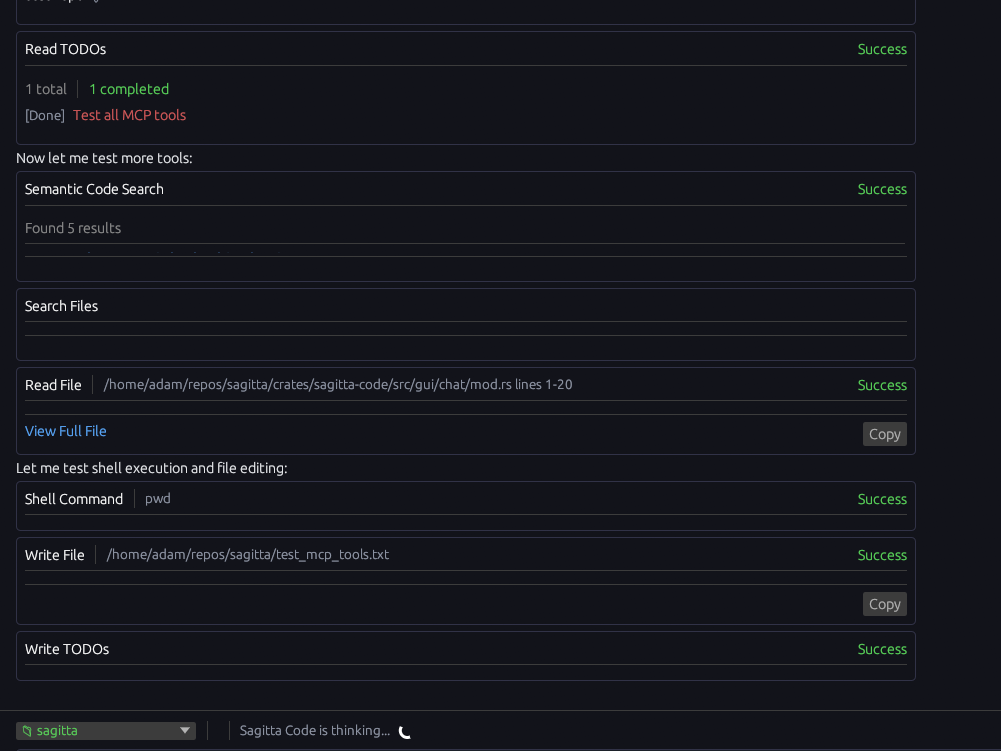 Read TODOs Success
1 total 1 completed
[Done] Test all MCP tools
Now let me test more tools:
Semantic Code Search Success
Found 5 results
Search Files
Read File /home/adam/repos/sagitta/crates/sagitta-code/src/gui/chat/mod.rs lines 1-20 Success
View Full File Copy
Let me test shell execution and file editing:
Shell Command pwd Success
Write File /home/adam/repos/sagitta/test_mcp_tools.txt Success
Copy
Write TODOs Success
sagitta Sagitta Code is thinking...